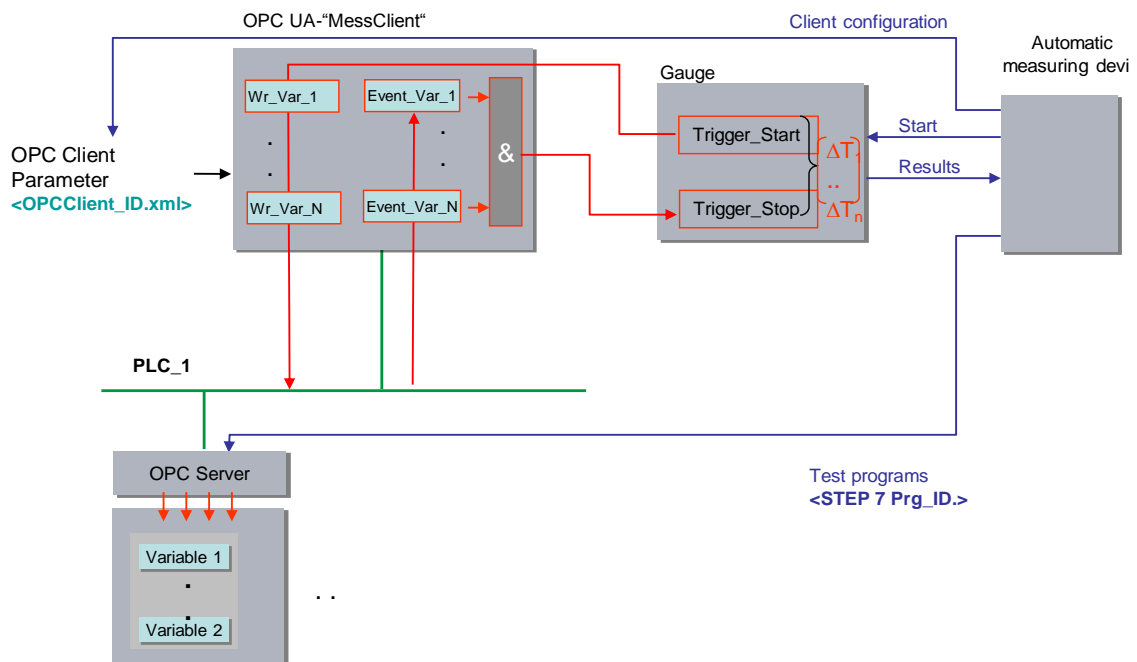 OPC UA-“MessClient“
Client configuration
Automatic
measuring devi
Gauge
Wr_Var_1
Event_Var_1
.
.
.
.
Wr_Var_N
Event_Var_N
&
Trigger_Start
Trigger_Stop
ΔT1
..
ΔTn
Start
Results
OPC Client
Parameter
<OPCClient_ID.xml>
PLC_1
OPC Server
Test programs
<STEP 7 Prg_ID.>
Variable 1
.
.
Variable 2
. .